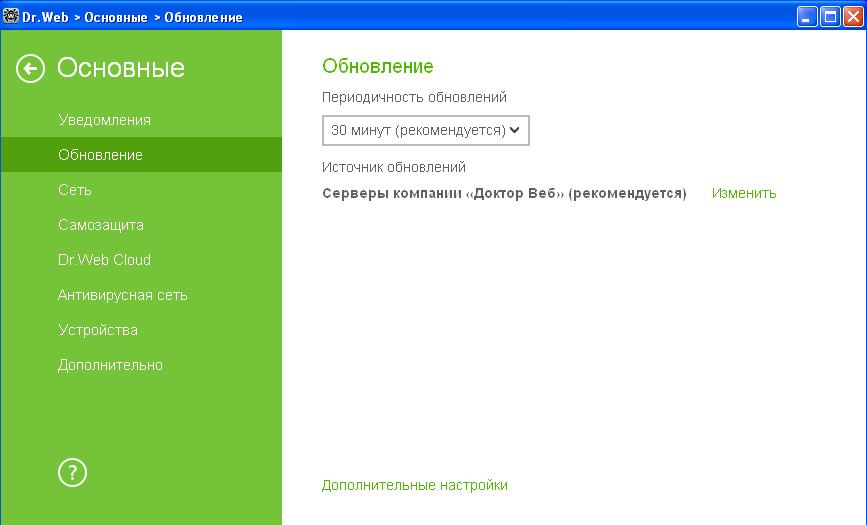 Dr.Web > Основные > Обновление
Основные
Уведомления
Обновление
Сеть
Самозащита
Dr.Web Cloud
Антивирусная сеть
Устройства
Дополнительно
?
Обновление
Периодичность обновлений
30 минут (рекомендуется)
Источник обновлений
Серверы компании «Доктор Веб» (рекомендуется) Изменить
Дополнительные настройки